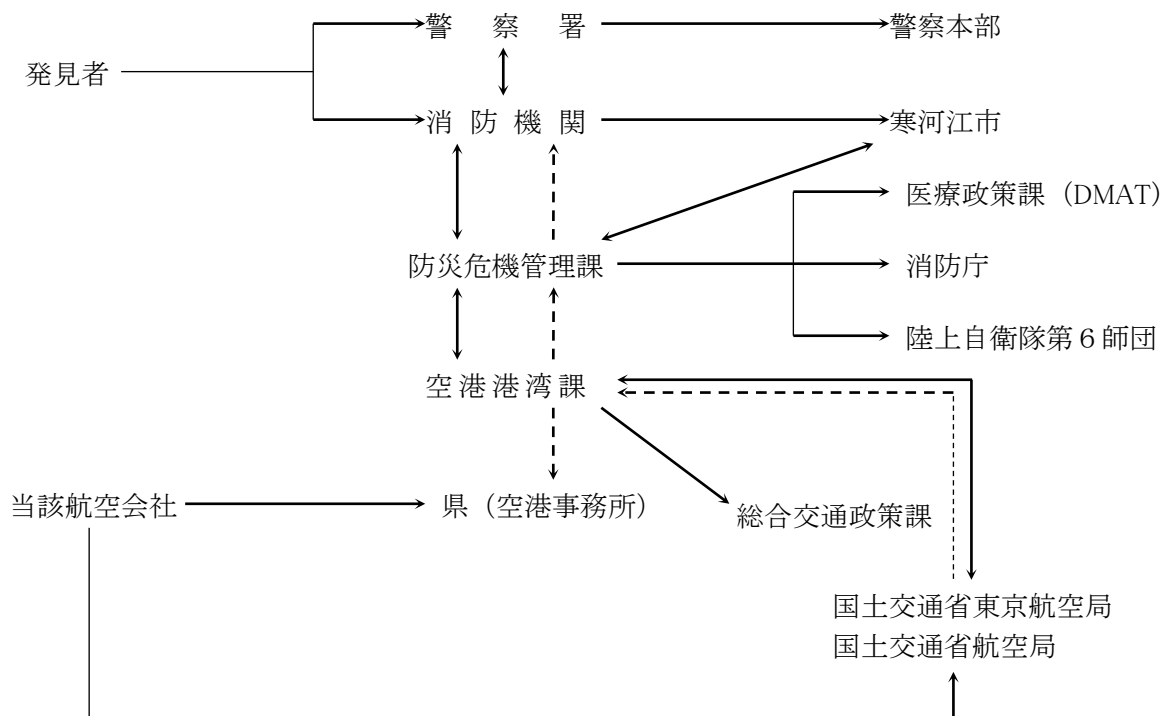 警察署
警察本部
発見者
消防機関
寒河江市
医療政策課（DMAT）
防災危機管理課
消防庁
陸上自衛隊第６師団
空港港湾課
当該航空会社
県（空港事務所）
総合交通政策課
国土交通省東京航空局
国土交通省航空局